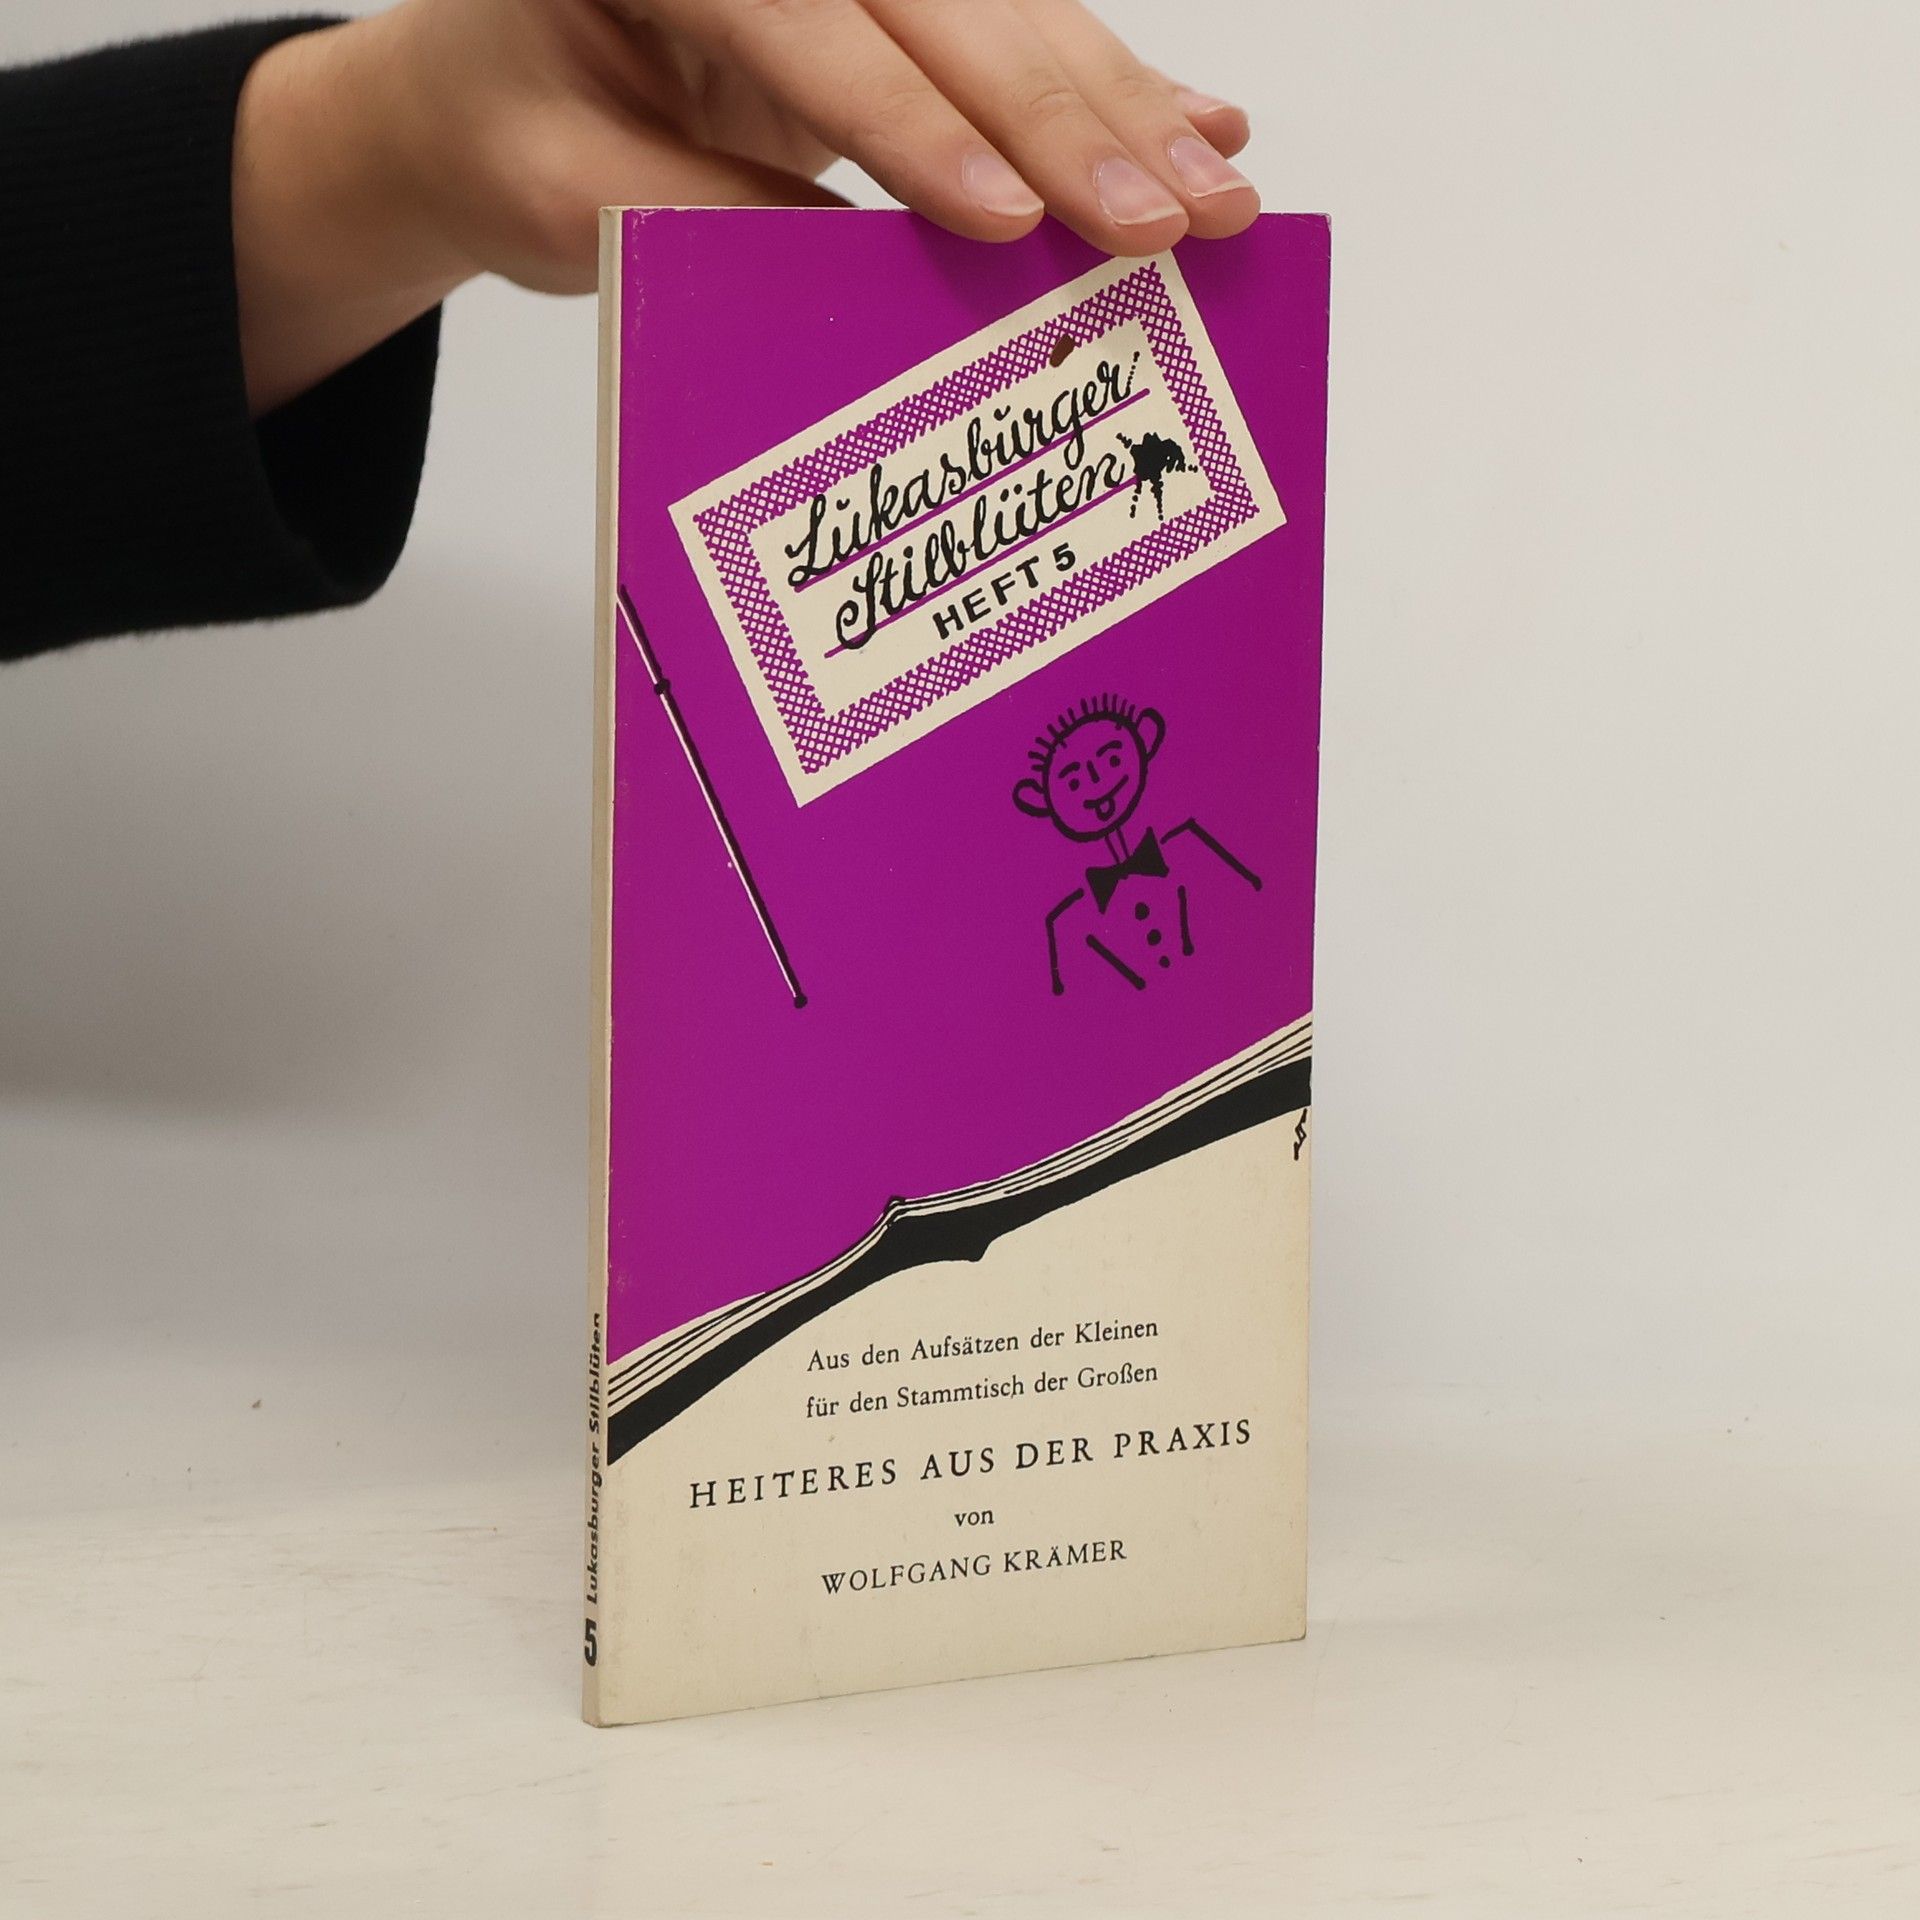 Lukasburger
Stilblüten
HEFT 5
Aus den Aufsätzen der Kleinen
für den Stammtisch der Großen
HEITERES AUS DER PRAXIS
von
WOLFGANG KRÄMER
5 Lukasburger Stilblüten